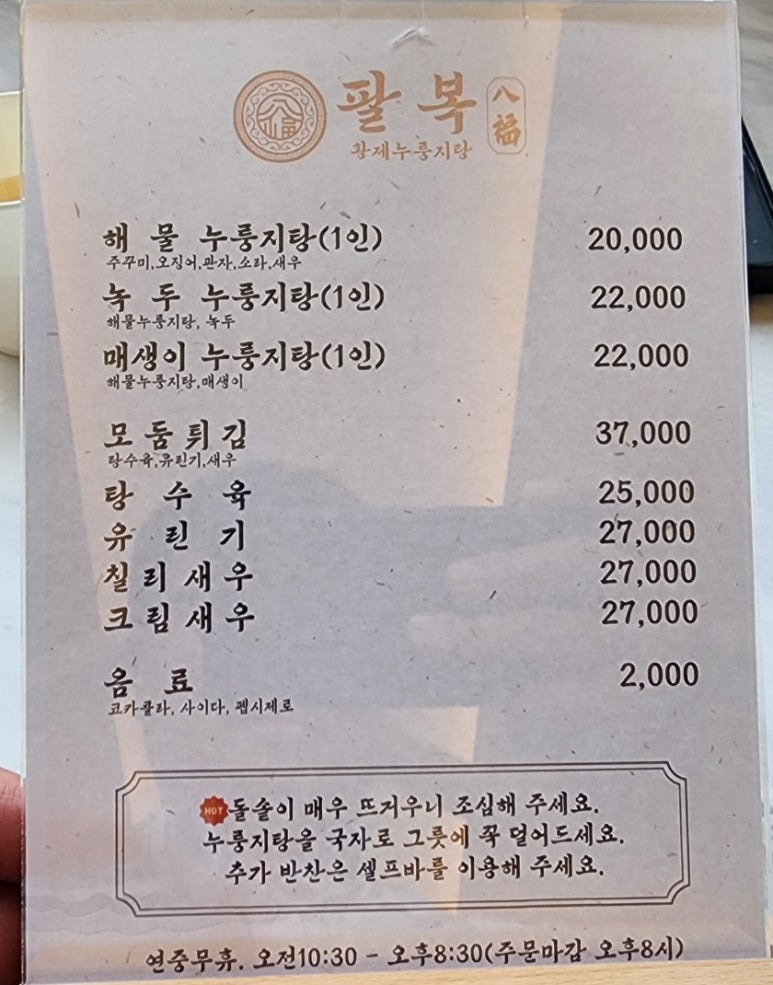 팔복 八福
황제누룽지탕
해물 누룽지탕(1인) 20,000
주꾸미,오징어,관자,소라,새우
녹두 누룽지탕(1인) 22,000
해물누룽지탕, 녹두
매생이 누룽지탕(1인) 22,000
해물누룽지탕,매생이
모둠튀김 37,000
탕수육,유린기,새우
탕수육 25,000
유린기 27,000
칠리새우 27,000
크림새우 27,000
음료 2,000
코카콜라, 사이다, 펩시제로
HOT 돌솥이 매우 뜨거우니 조심해 주세요.
누룽지탕을 국자로 그릇에 꼭 덜어드세요.
추가 반찬은 셀프바를 이용해 주세요.
연중무휴. 오전10:30 - 오후8:30(주문마감 오후8시)